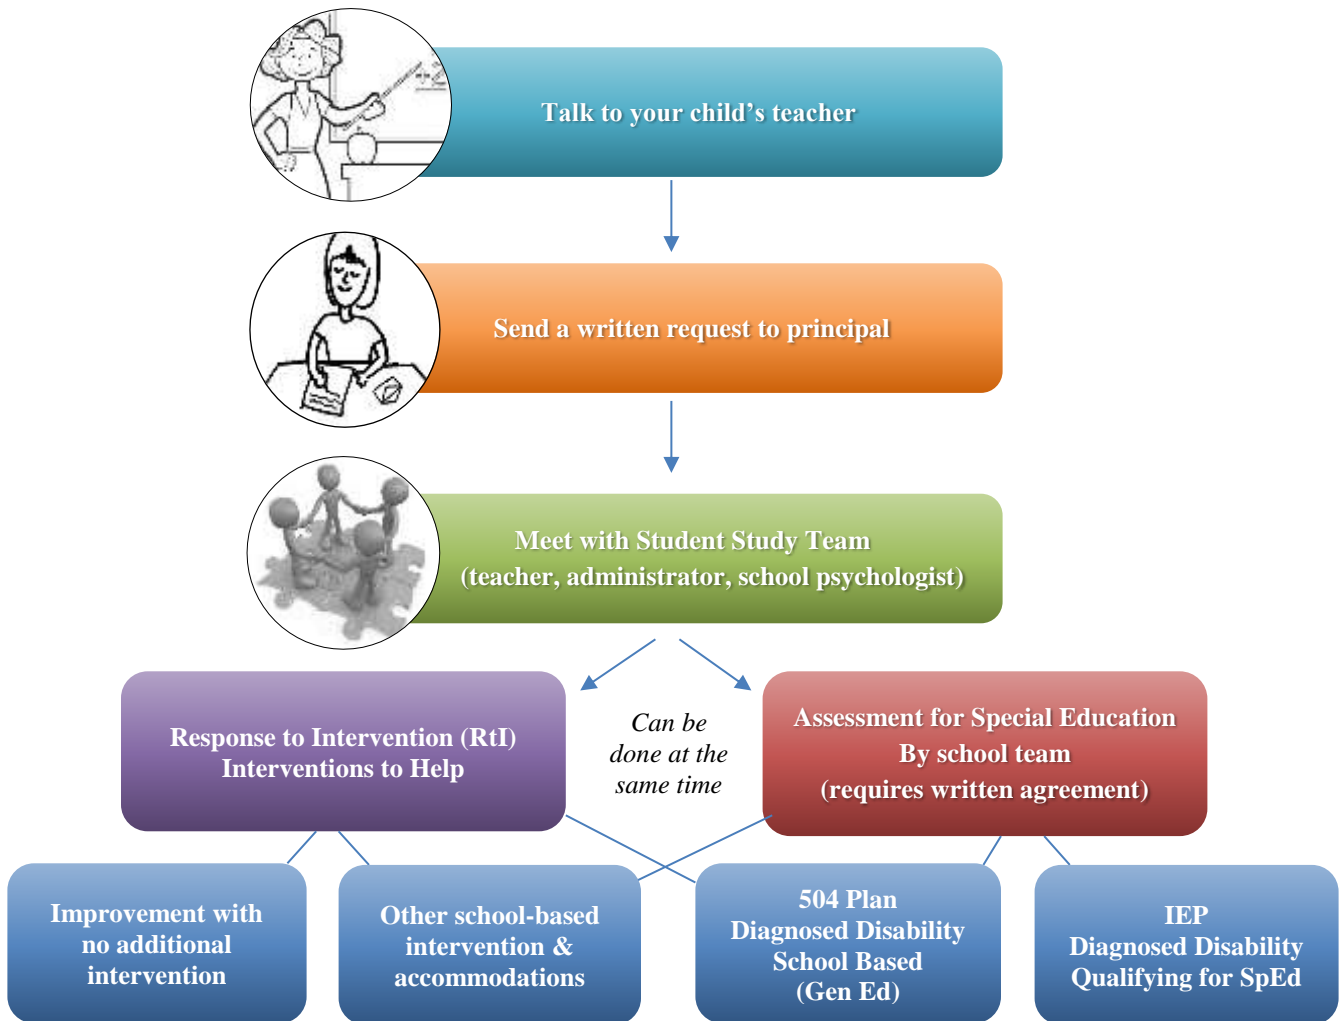 Talk to your child’s teacher
Send a written request to principal
Meet with Student Study Team
(teacher, administrator, school psychologist)
Response to Intervention (RtI)
Interventions to Help
Can be
done at the
same time
Assessment for Special Education
By school team
(requires written agreement)
Improvement with
no additional
intervention
Other school-based
intervention &
accommodations
504 Plan
Diagnosed Disability
School Based
(Gen Ed)
IEP
Diagnosed Disability
Qualifying for SpEd